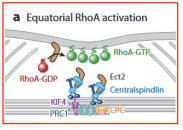 a Equatorial RhoA activation
RhoA-GTP
RhoA-GDP
Ect2
Centralspindlin
KIF4
PRC1
CPC